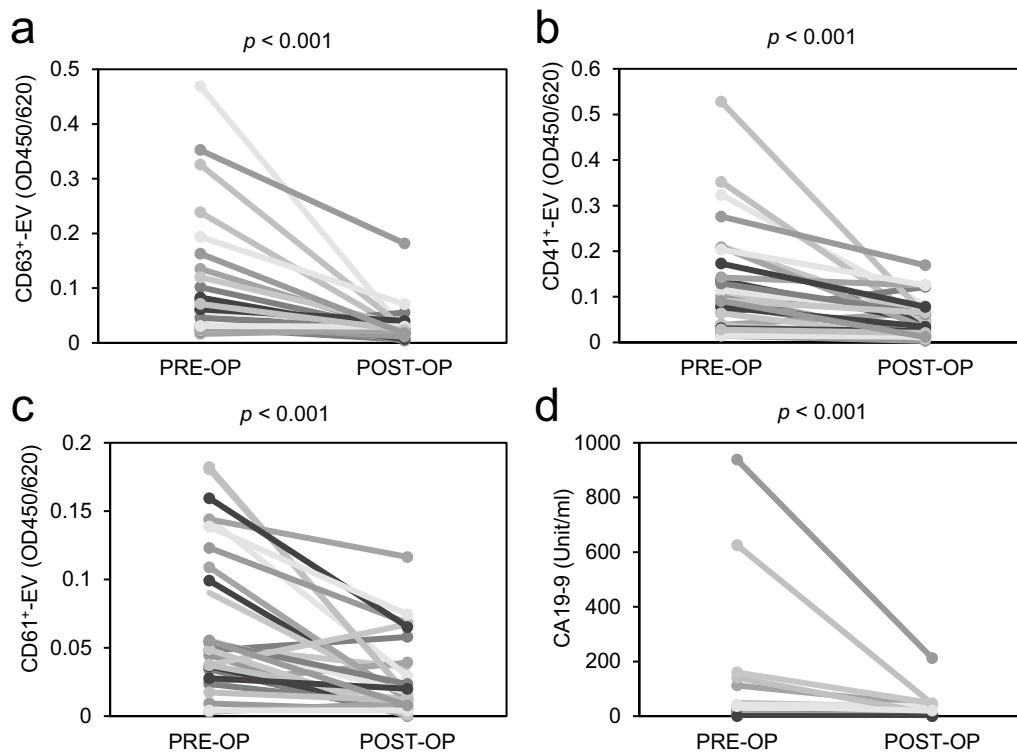 a
p < 0.001
CD63⁺-EV (OD450/620)
0.5
0.4
0.3
0.2
0.1
0
PRE-OP POST-OP
b
p < 0.001
CD41⁺-EV (OD450/620)
0.6
0.5
0.4
0.3
0.2
0.1
0
PRE-OP POST-OP
c
p < 0.001
CD61⁺-EV (OD450/620)
0.2
0.15
0.1
0.05
0
PRE-OP POST-OP
d
p < 0.001
CA19-9 (Unit/ml)
1000
800
600
400
200
0
PRE-OP POST-OP